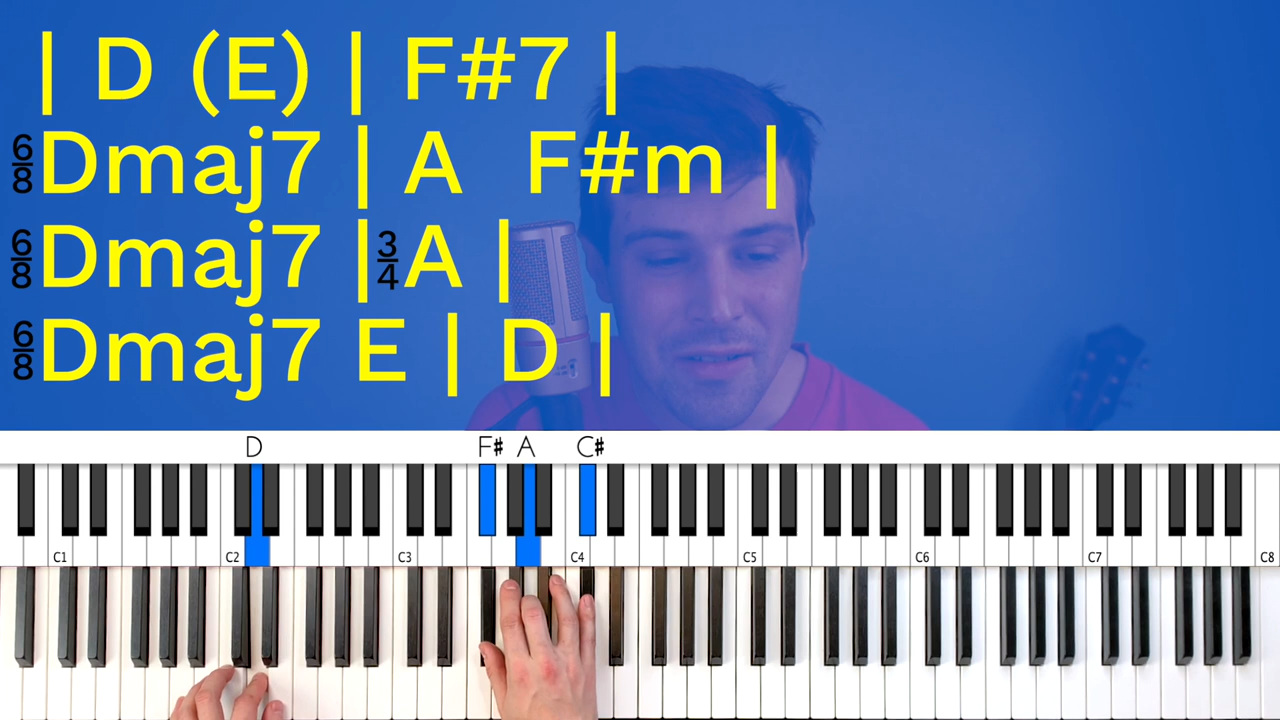 | D (E) | F#7 |
6/8 Dmaj7 | A F#m |
6/8 Dmaj7 | 3/4 A |
6/8 Dmaj7 E | D |
D F# A C#
C1 C2 C3 C4 C5 C6 C7 C8